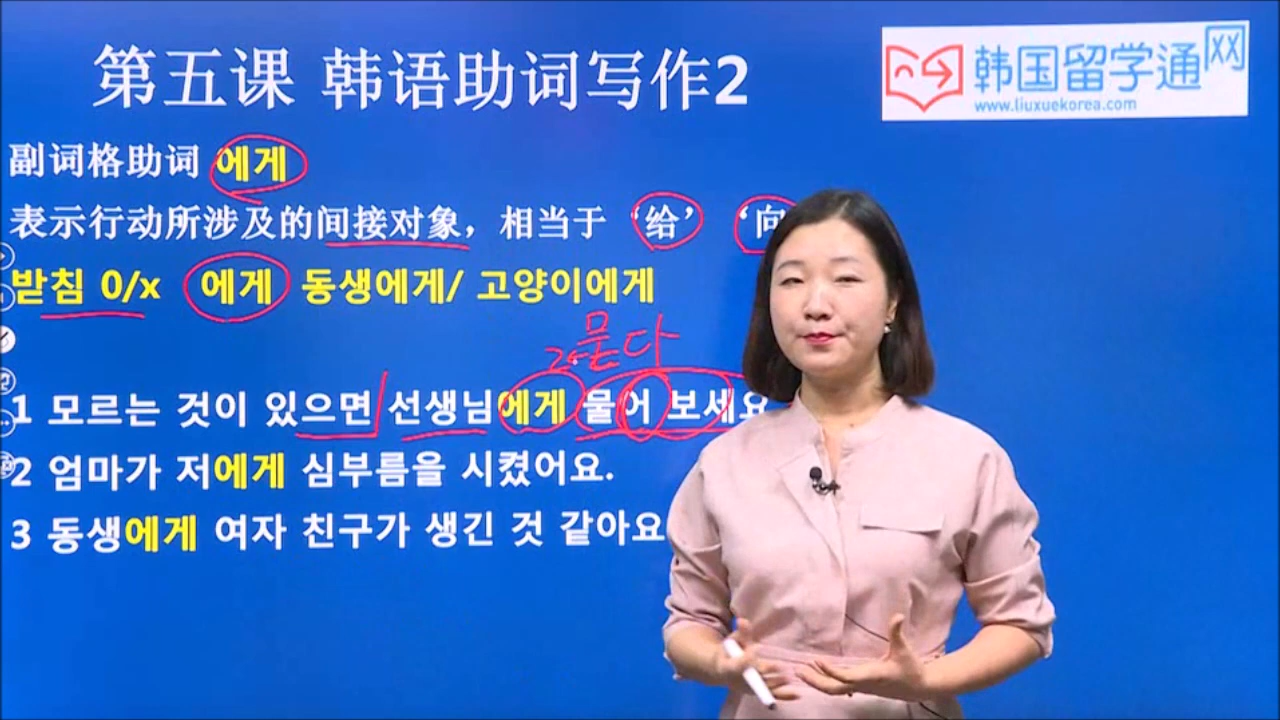 第五课 韩语助词写作2
韩国留学通网
www.liuxuekorea.com
副词格助词 에게
表示行动所涉及的间接对象，相当于 ‘给’ ‘向
받침 0/x 에게 동생에게/ 고양이에게
묻다
1 모르는 것이 있으면 선생님에게 물어 보세요
2 엄마가 저에게 심부름을 시켰어요.
3 동생에게 여자 친구가 생긴 것 같아요